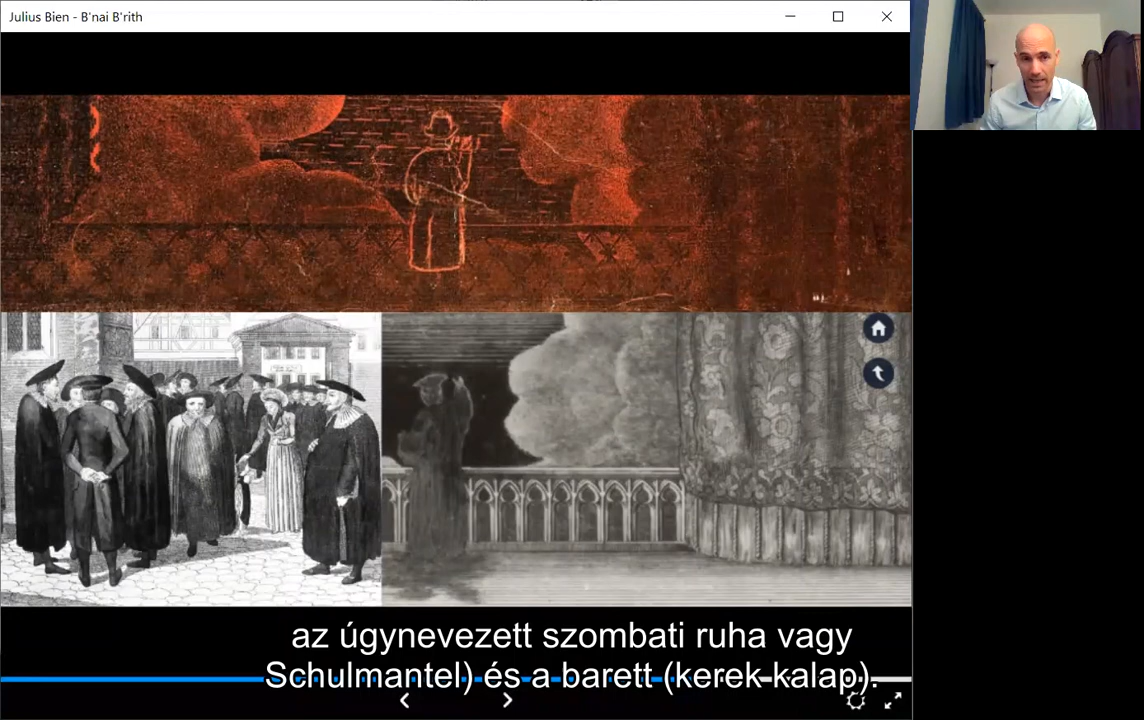 Julius Bien - B'nai B'rith
az úgynevezett szombati ruha vagy
Schulmantel) és a barett (kerek kalap).